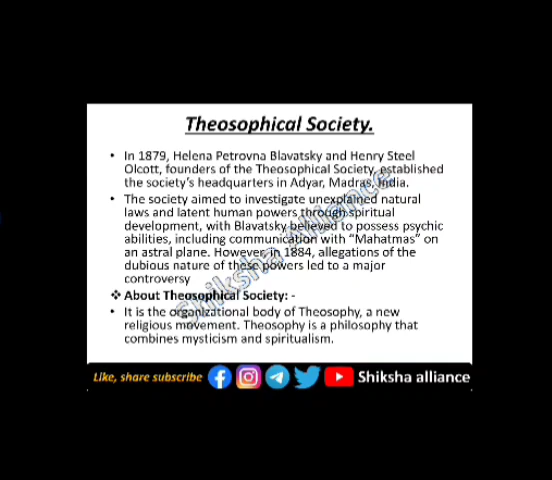 Theosophical Society.
• In 1879, Helena Petrovna Blavatsky and Henry Steel
Olcott, founders of the Theosophical Society, established
the society's headquarters in Adyar, Madras, India.
• The society aimed to investigate unexplained natural
laws and latent human powers through spiritual
development, with Blavatsky believed to possess psychic
abilities, including communication with "Mahatmas" on
an astral plane. However, in 1884, allegations of the
dubious nature of these powers led to a major
controversy
❖ About Theosophical Society: -
• It is the organizational body of Theosophy, a new
religious movement. Theosophy is a philosophy that
combines mysticism and spiritualism.
Shiksha Alliance
Like, share subscribe Shiksha alliance